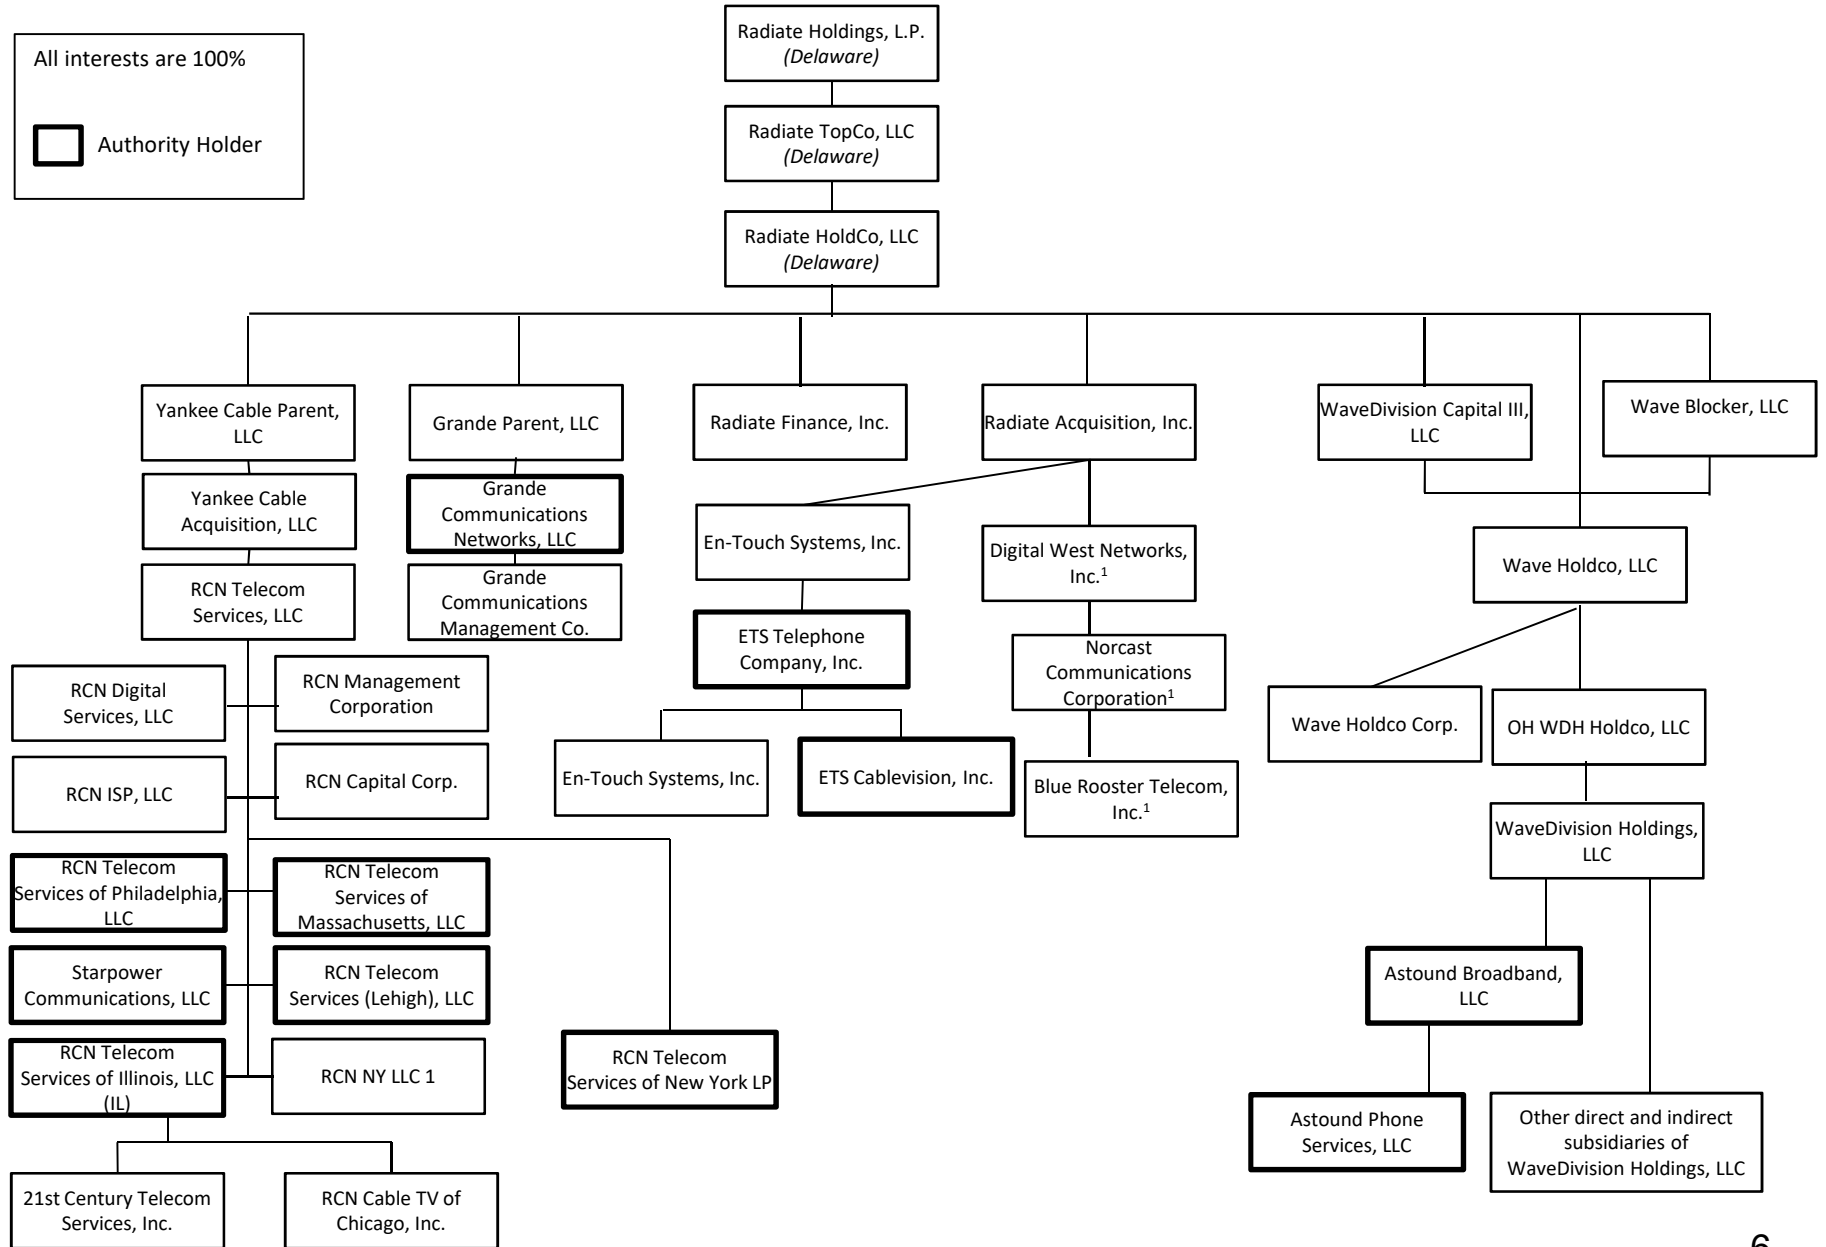 All interests are 100%
Authority Holder
Radiate Holdings, L.P.
(Delaware)
Radiate TopCo, LLC
(Delaware)
Radiate HoldCo, LLC
(Delaware)
Yankee Cable Parent,
LLC
Grande Parent, LLC
Radiate Finance, Inc.
Radiate Acquisition, Inc.
WaveDivision Capital III,
LLC
Wave Blocker, LLC
Yankee Cable
Acquisition, LLC
Grande
Communications
Networks, LLC
En-Touch Systems, Inc.
Digital West Networks,
Inc.1
Wave Holdco, LLC
RCN Telecom
Services, LLC
Grande
Communications
Management Co.
ETS Telephone
Company, Inc.
Norcast
Communications
Corporation1
RCN Digital
Services, LLC
RCN Management
Corporation
Wave Holdco Corp.
OH WDH Holdco, LLC
RCN ISP, LLC
RCN Capital Corp.
En-Touch Systems, Inc.
ETS Cablevision, Inc.
Blue Rooster Telecom,
Inc.1
WaveDivision Holdings,
LLC
RCN Telecom
Services of Philadelphia,
LLC
RCN Telecom
Services of
Massachusetts, LLC
Starpower
Communications, LLC
RCN Telecom
Services (Lehigh), LLC
Astound Broadband,
LLC
RCN Telecom
Services of Illinois, LLC
(IL)
RCN NY LLC 1
RCN Telecom
Services of New York LP
Astound Phone
Services, LLC
Other direct and indirect
subsidiaries of
WaveDivision Holdings, LLC
21st Century Telecom
Services, Inc.
RCN Cable TV of
Chicago, Inc.
6